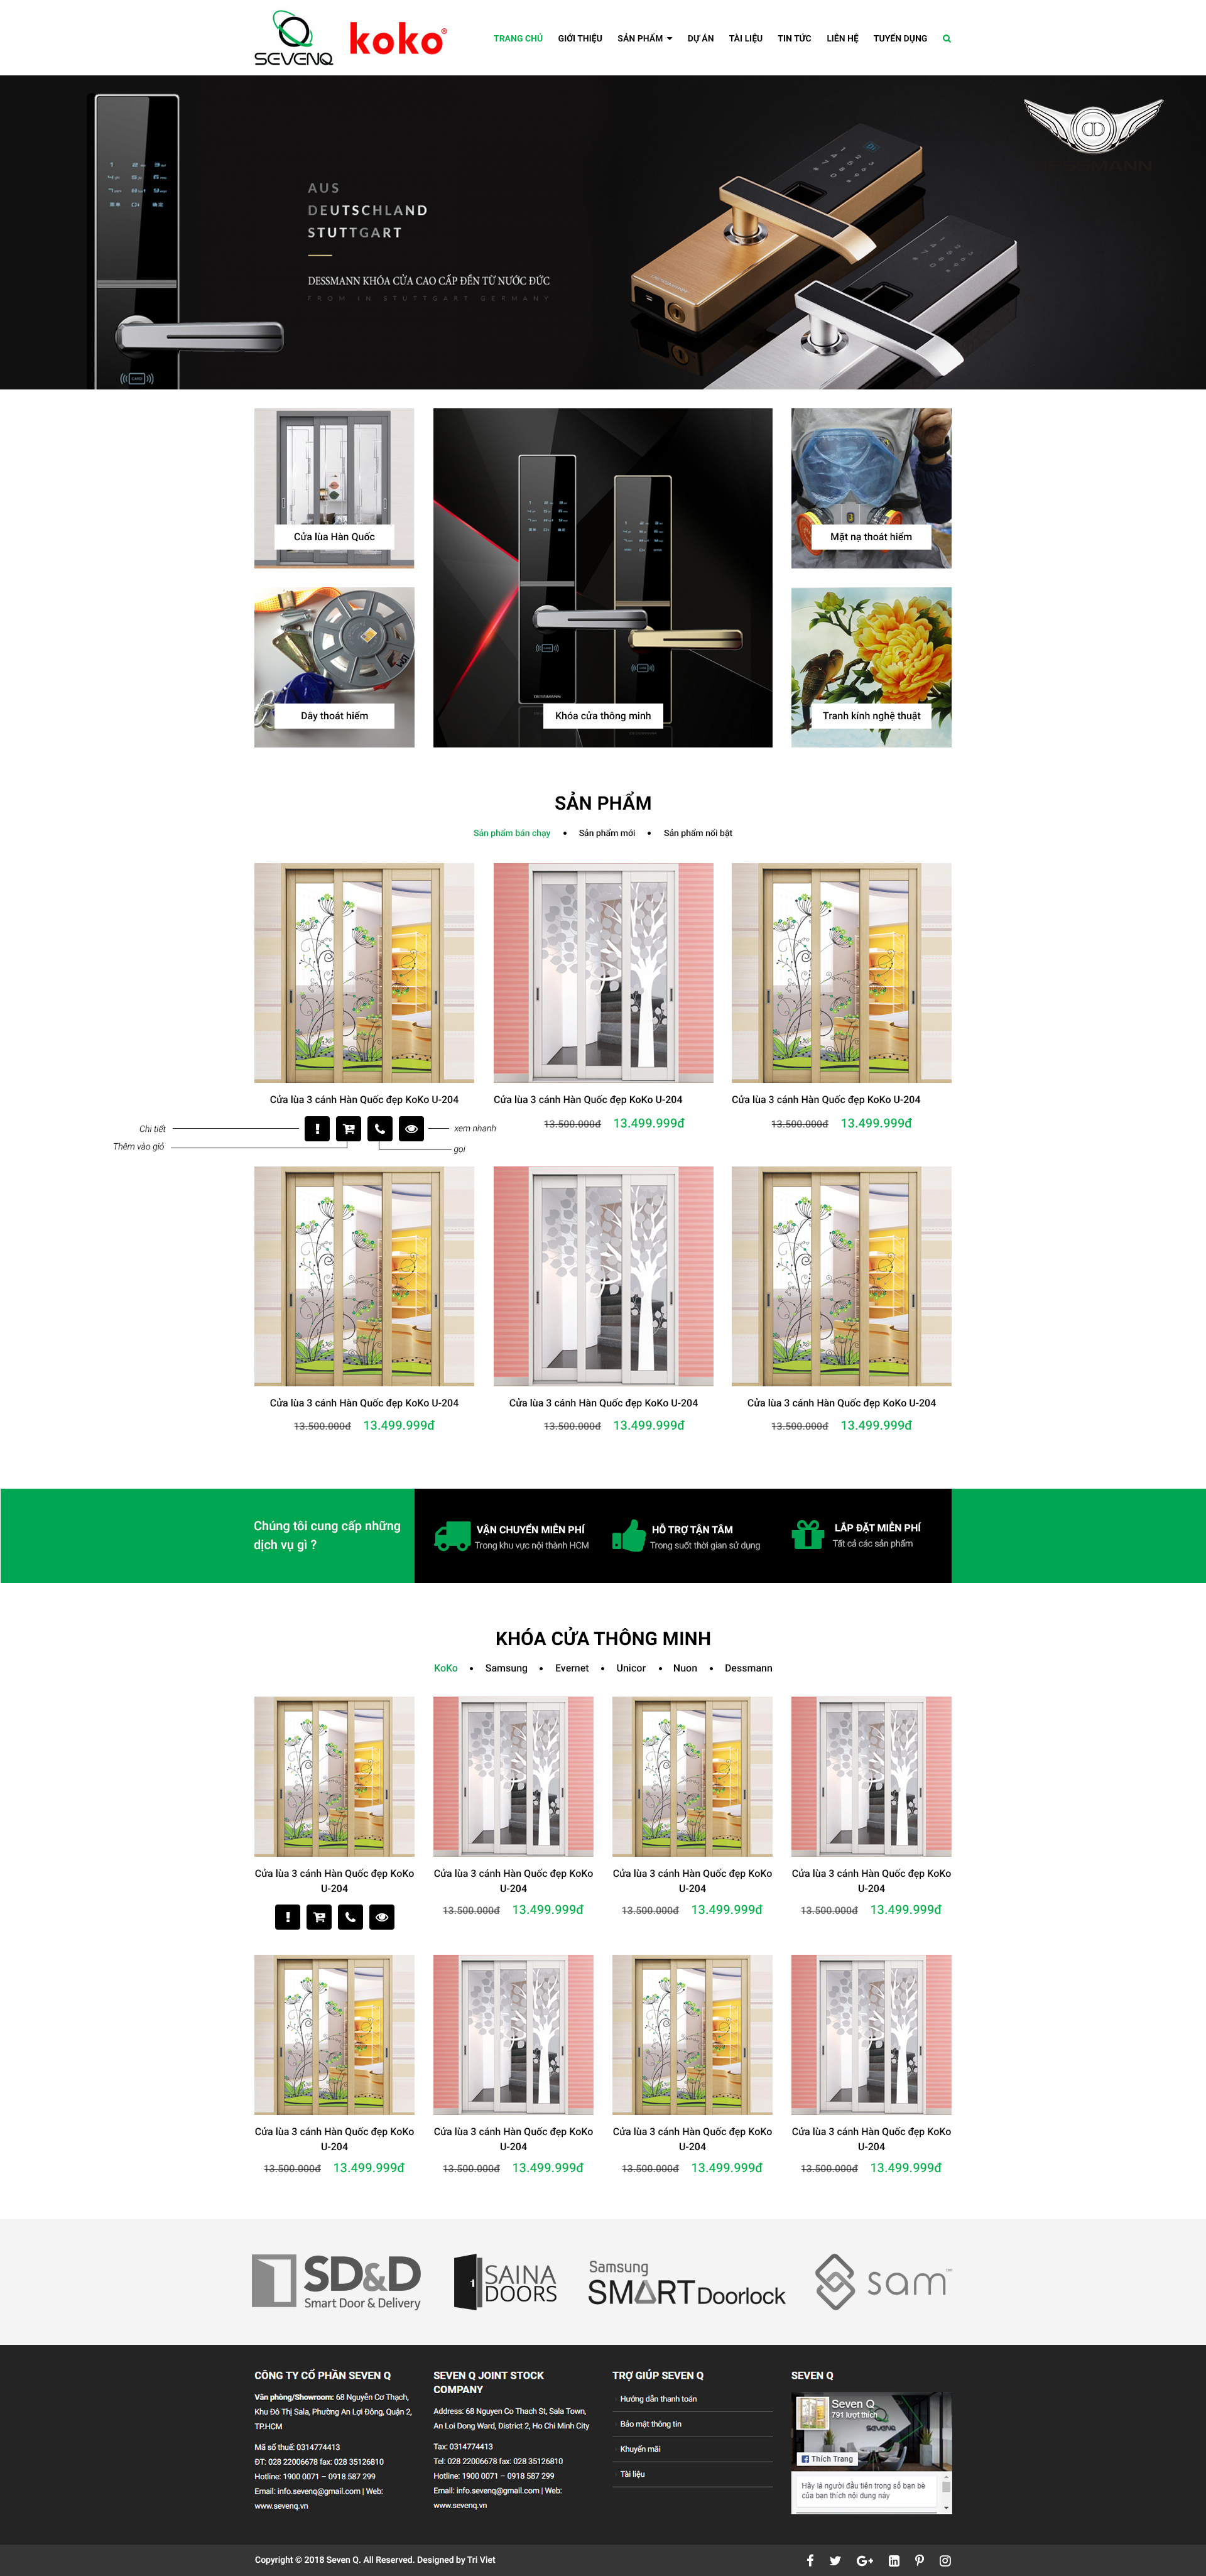 SEVENQ
koko®
TRANG CHỦ
GIỚI THIỆU
SẢN PHẨM
DỰ ÁN
TÀI LIỆU
TIN TỨC
LIÊN HỆ
TUYỂN DỤNG
AUS
DEUTSCHLAND
STUTTGART
DESSMANN KHÓA CỬA CAO CẤP ĐẾN TỪ NƯỚC ĐỨC
FROM IN STUTTGART GERMANY
DESSMANN
Cửa lùa Hàn Quốc
Mặt nạ thoát hiểm
Dây thoát hiểm
Khóa cửa thông minh
Tranh kính nghệ thuật
SẢN PHẨM
Sản phẩm bán chạy • Sản phẩm mới • Sản phẩm nổi bật
Cửa lùa 3 cánh Hàn Quốc đẹp KoKo U-204
Chi tiết
Thêm vào giỏ
xem nhanh
gọi
Cửa lùa 3 cánh Hàn Quốc đẹp KoKo U-204
13.500.000đ 13.499.999đ
Cửa lùa 3 cánh Hàn Quốc đẹp KoKo U-204
13.500.000đ 13.499.999đ
Cửa lùa 3 cánh Hàn Quốc đẹp KoKo U-204
13.500.000đ 13.499.999đ
Cửa lùa 3 cánh Hàn Quốc đẹp KoKo U-204
13.500.000đ 13.499.999đ
Cửa lùa 3 cánh Hàn Quốc đẹp KoKo U-204
13.500.000đ 13.499.999đ
Chúng tôi cung cấp những
dịch vụ gì ?
VẬN CHUYỂN MIỄN PHÍ
Trong khu vực nội thành HCM
HỖ TRỢ TẬN TÂM
Trong suốt thời gian sử dụng
LẮP ĐẶT MIỄN PHÍ
Tất cả các sản phẩm
KHÓA CỬA THÔNG MINH
KoKo • Samsung • Evernet • Unicor • Nuon • Dessmann
Cửa lùa 3 cánh Hàn Quốc đẹp KoKo
U-204
Cửa lùa 3 cánh Hàn Quốc đẹp KoKo
U-204
13.500.000đ 13.499.999đ
Cửa lùa 3 cánh Hàn Quốc đẹp KoKo
U-204
13.500.000đ 13.499.999đ
Cửa lùa 3 cánh Hàn Quốc đẹp KoKo
U-204
13.500.000đ 13.499.999đ
Cửa lùa 3 cánh Hàn Quốc đẹp KoKo
U-204
13.500.000đ 13.499.999đ
Cửa lùa 3 cánh Hàn Quốc đẹp KoKo
U-204
13.500.000đ 13.499.999đ
Cửa lùa 3 cánh Hàn Quốc đẹp KoKo
U-204
13.500.000đ 13.499.999đ
Cửa lùa 3 cánh Hàn Quốc đẹp KoKo
U-204
13.500.000đ 13.499.999đ
SD&D
Smart Door & Delivery
1
SAINA
DOORS
Samsung
SMART Doorlock
sam™
CÔNG TY CỔ PHẦN SEVEN Q
Văn phòng/Showroom: 68 Nguyễn Cơ Thạch,
Khu Đô Thị Sala, Phường An Lợi Đông, Quận 2,
TP.HCM
Mã số thuế: 0314774413
ĐT: 028 22006678 fax: 028 35126810
Hotline: 1900 0071 – 0918 587 299
Email: info.sevenq@gmail.com | Web:
www.sevenq.vn
SEVEN Q JOINT STOCK
COMPANY
Address: 68 Nguyen Co Thach St, Sala Town,
An Loi Dong Ward, District 2, Ho Chi Minh City
Tax: 0314774413
Tel: 028 22006678 fax: 028 35126810
Hotline: 1900 0071 – 0918 587 299
Email: info.sevenq@gmail.com | Web:
www.sevenq.vn
TRỢ GIÚP SEVEN Q
Hướng dẫn thanh toán
Bảo mật thông tin
Khuyến mãi
Tài liệu
SEVEN Q
Seven Q
791 lượt thích
SEVENQ
Thích Trang
Hãy là người đầu tiên trong số bạn bè
của bạn thích nội dung này
Copyright © 2018 Seven Q. All Reserved. Designed by Tri Viet